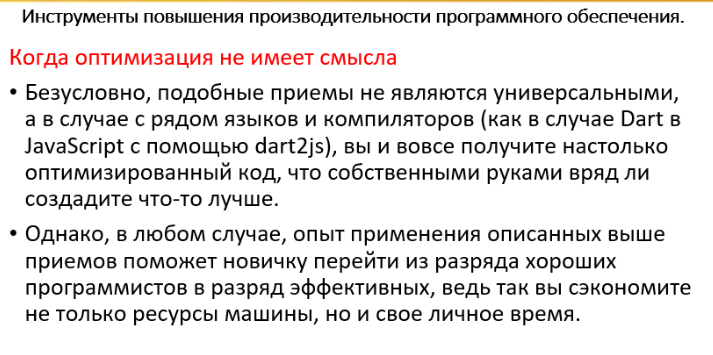 Инструменты повышения производительности программного обеспечения.
Когда оптимизация не имеет смысла
• Безусловно, подобные приемы не являются универсальными,
а в случае с рядом языков и компиляторов (как в случае Dart в
JavaScript с помощью dart2js), вы и вовсе получите настолько
оптимизированный код, что собственными руками вряд ли
создадите что-то лучше.
• Однако, в любом случае, опыт применения описанных выше
приемов поможет новичку перейти из разряда хороших
программистов в разряд эффективных, ведь так вы сэкономите
не только ресурсы машины, но и свое личное время.